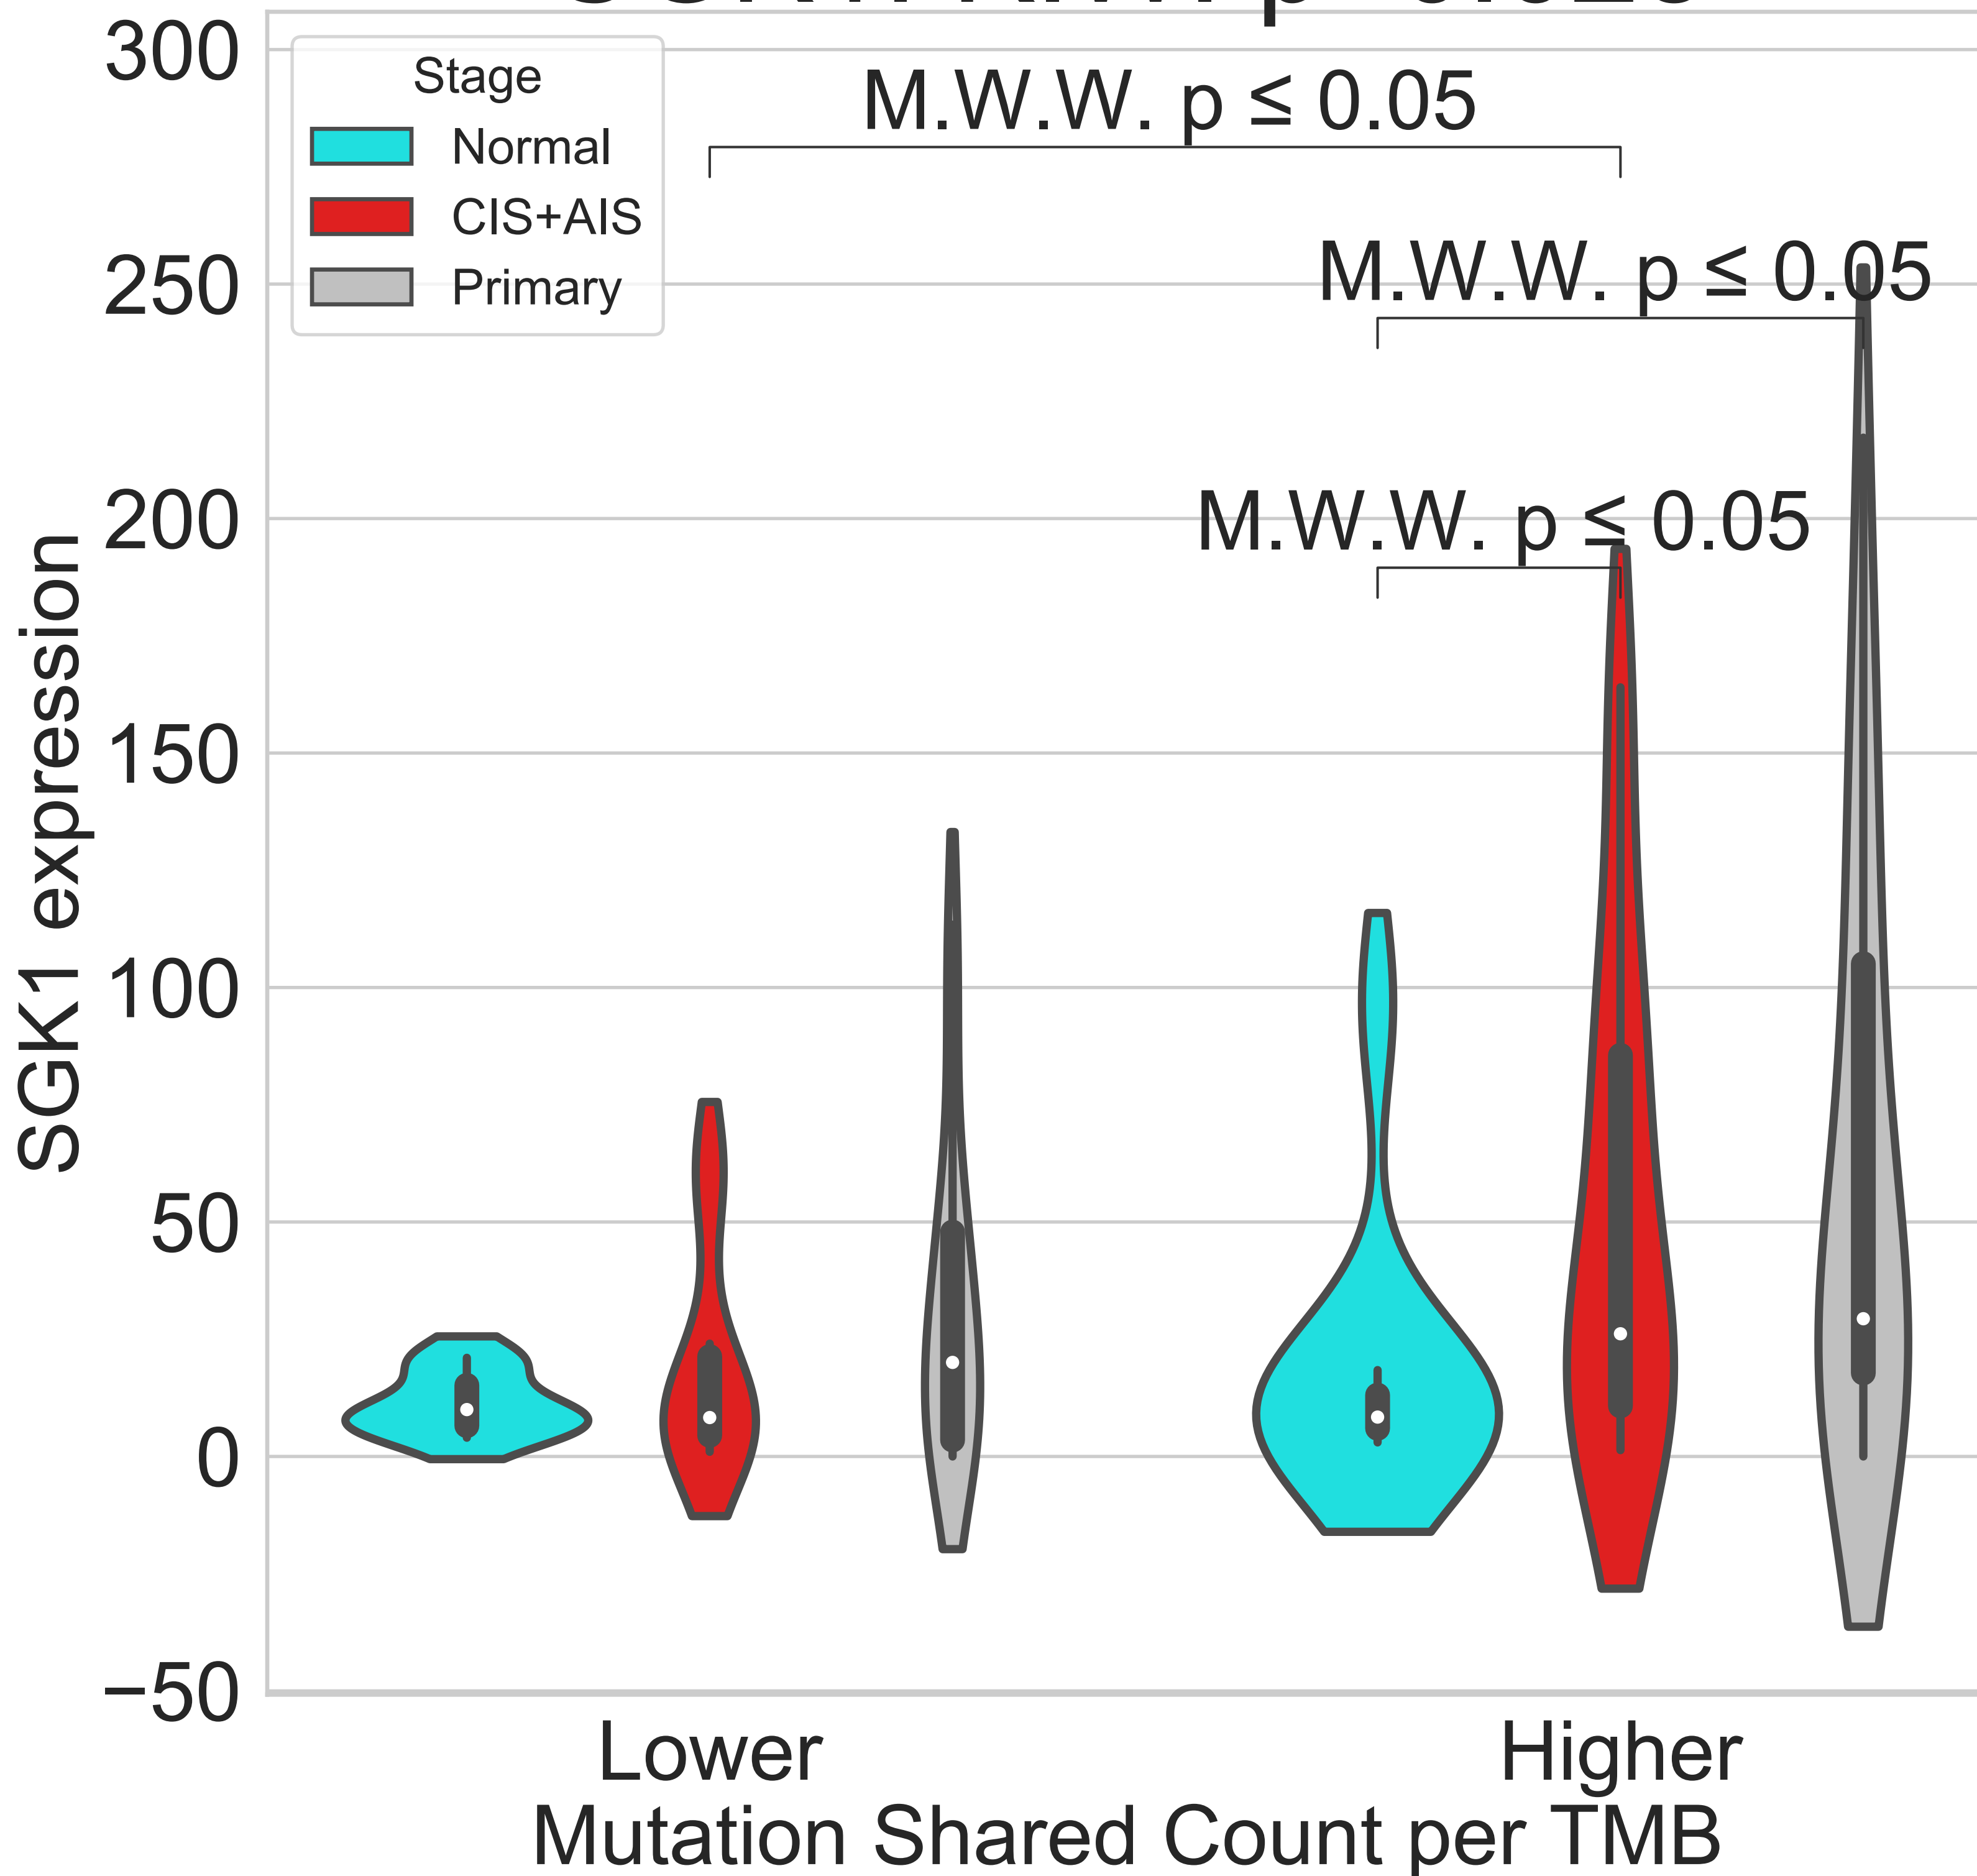 300
250
200
150
100
50
0
−50
SGK1 expression
Stage
Normal
CIS+AIS
Primary
M.W.W. p ≤ 0.05
M.W.W. p ≤ 0.05
M.W.W. p ≤ 0.05
Lower
Higher
Mutation Shared Count per TMB